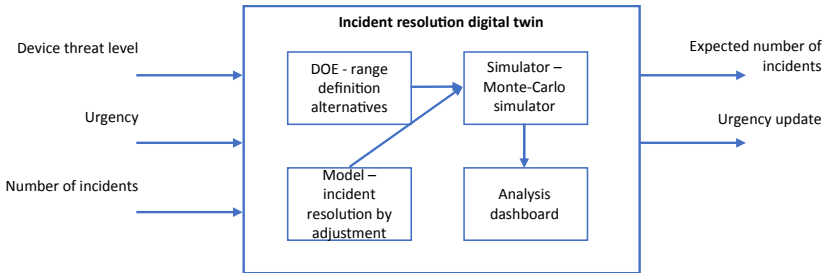 Incident resolution digital twin
Device threat level
Urgency
Number of incidents
DOE - range
definition
alternatives
Simulator –
Monte-Carlo
simulator
Model –
incident
resolution by
adjustment
Analysis
dashboard
Expected number of
incidents
Urgency update